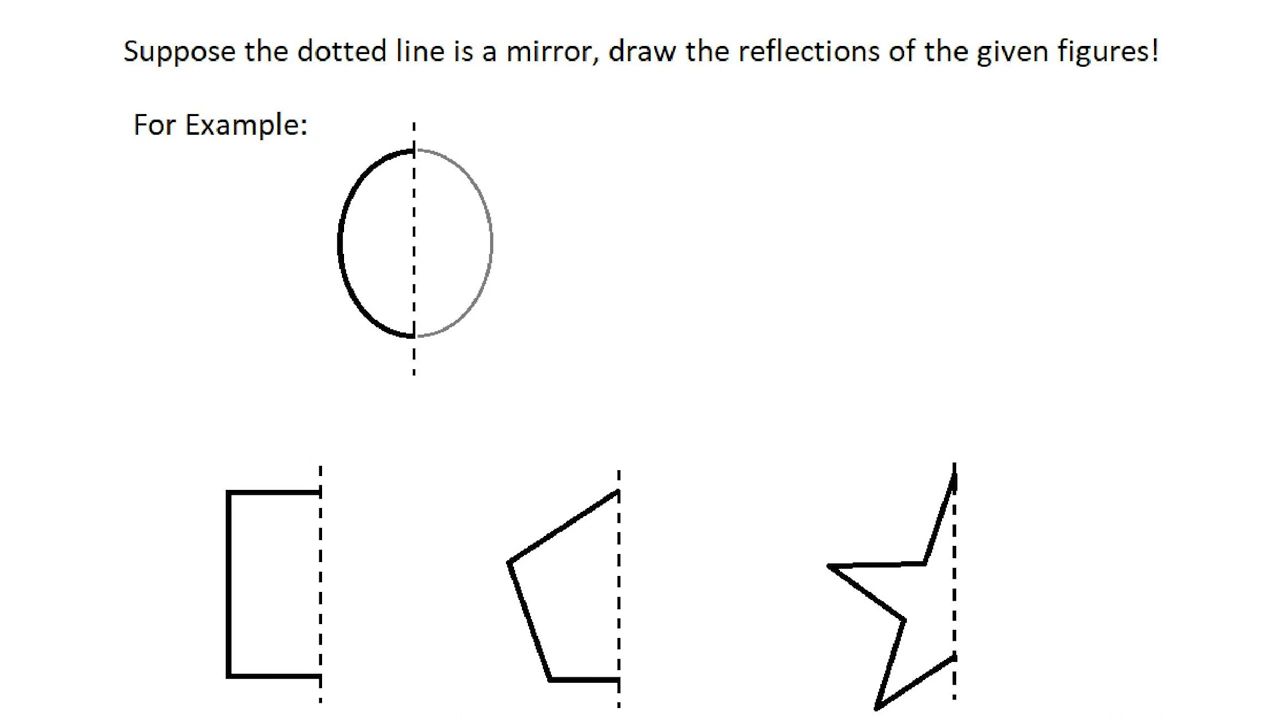 Suppose the dotted line is a mirror, draw the reflections of the given figures!
For Example: